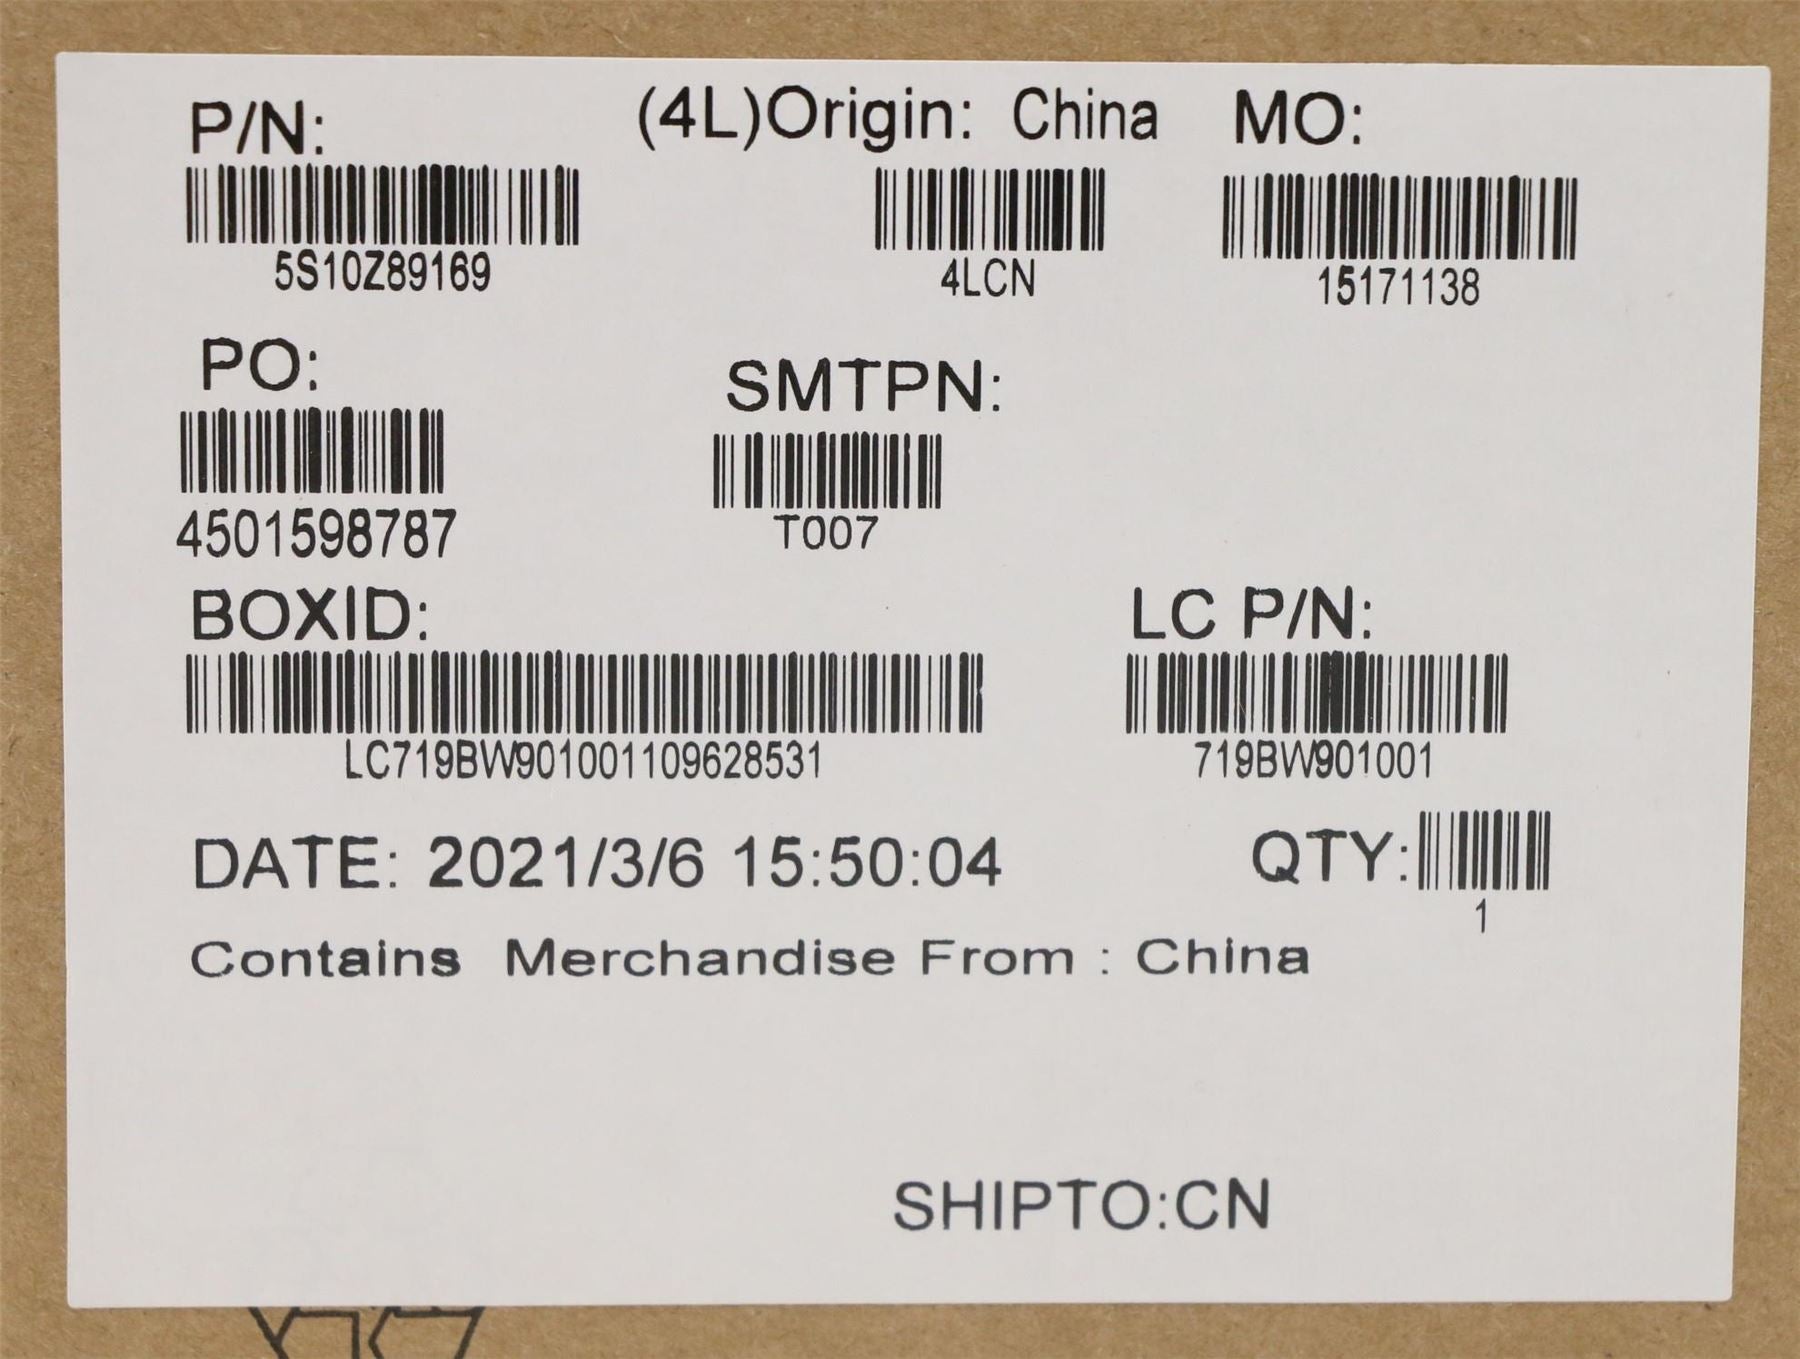 P/N: (4L)Origin: China MO:
5S10Z89169 4LCN 15171138
PO: SMTPN:
4501598787 T007
BOXID: LC P/N:
LC719BW901001109628531 719BW901001
DATE: 2021/3/6 15:50:04 QTY:
1
Contains Merchandise From : China
SHIPTO:CN